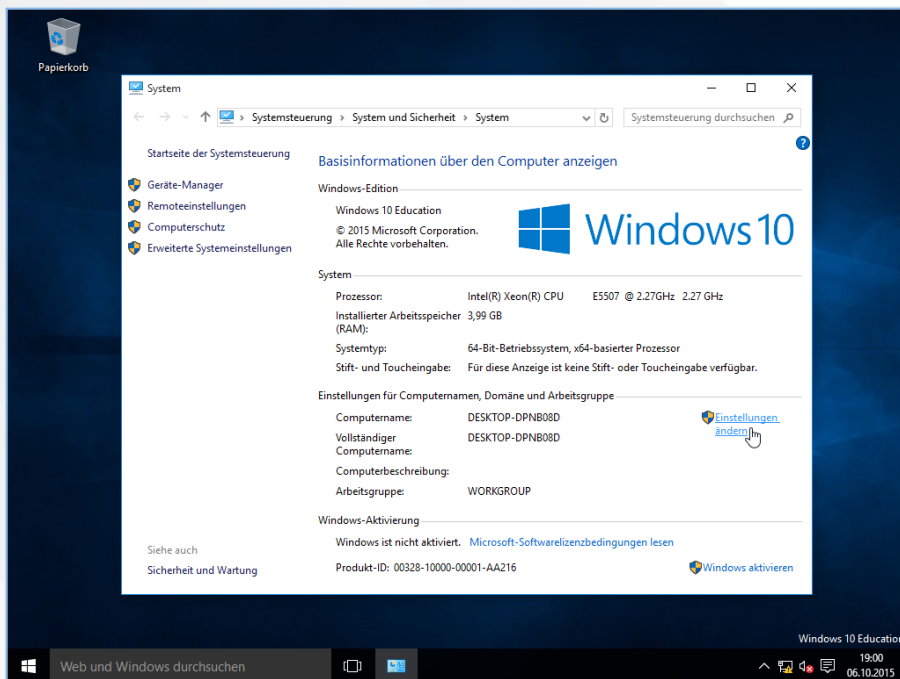 Papierkorb
System
Systemsteuerung › System und Sicherheit › System
Systemsteuerung durchsuchen
?
Startseite der Systemsteuerung
Geräte-Manager
Remoteeinstellungen
Computerschutz
Erweiterte Systemeinstellungen
Siehe auch
Sicherheit und Wartung
Basisinformationen über den Computer anzeigen
Windows-Edition
Windows 10 Education
© 2015 Microsoft Corporation.
Alle Rechte vorbehalten.
Windows 10
System
Prozessor: Intel(R) Xeon(R) CPU E5507 @ 2.27GHz 2.27 GHz
Installierter Arbeitsspeicher 3,99 GB
(RAM):
Systemtyp: 64-Bit-Betriebssystem, x64-basierter Prozessor
Stift- und Toucheingabe: Für diese Anzeige ist keine Stift- oder Toucheingabe verfügbar.
Einstellungen für Computernamen, Domäne und Arbeitsgruppe
Computername: DESKTOP-DPNB08D Einstellungen
ändern
Vollständiger DESKTOP-DPNB08D
Computername:
Computerbeschreibung:
Arbeitsgruppe: WORKGROUP
Windows-Aktivierung
Windows ist nicht aktiviert. Microsoft-Softwarelizenzbedingungen lesen
Produkt-ID: 00328-10000-00001-AA216 Windows aktivieren
Windows 10 Education
Web und Windows durchsuchen
19:00
06.10.2015